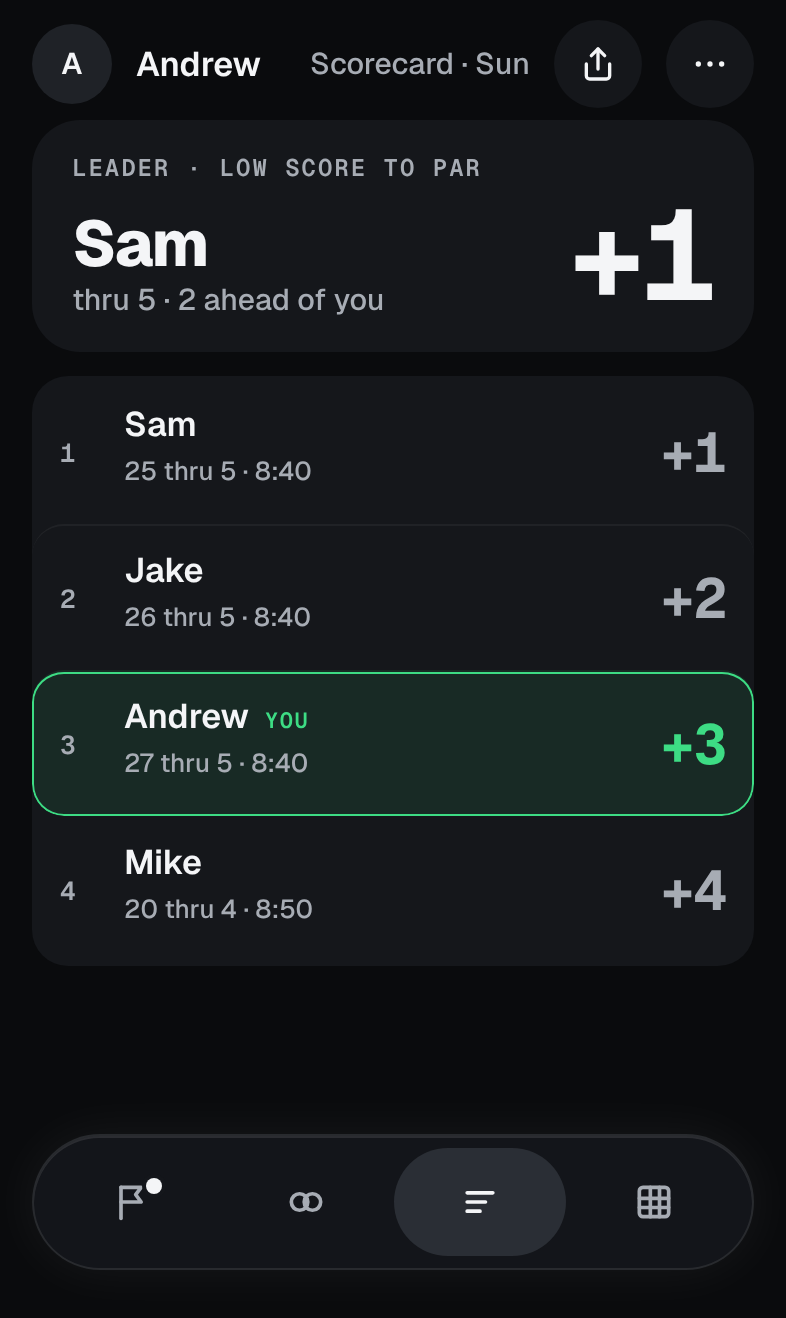 A Andrew Scorecard · Sun
LEADER · LOW SCORE TO PAR
Sam
+1
thru 5 · 2 ahead of you
1 Sam +1
25 thru 5 · 8:40
2 Jake +2
26 thru 5 · 8:40
3 Andrew YOU +3
27 thru 5 · 8:40
4 Mike +4
20 thru 4 · 8:50